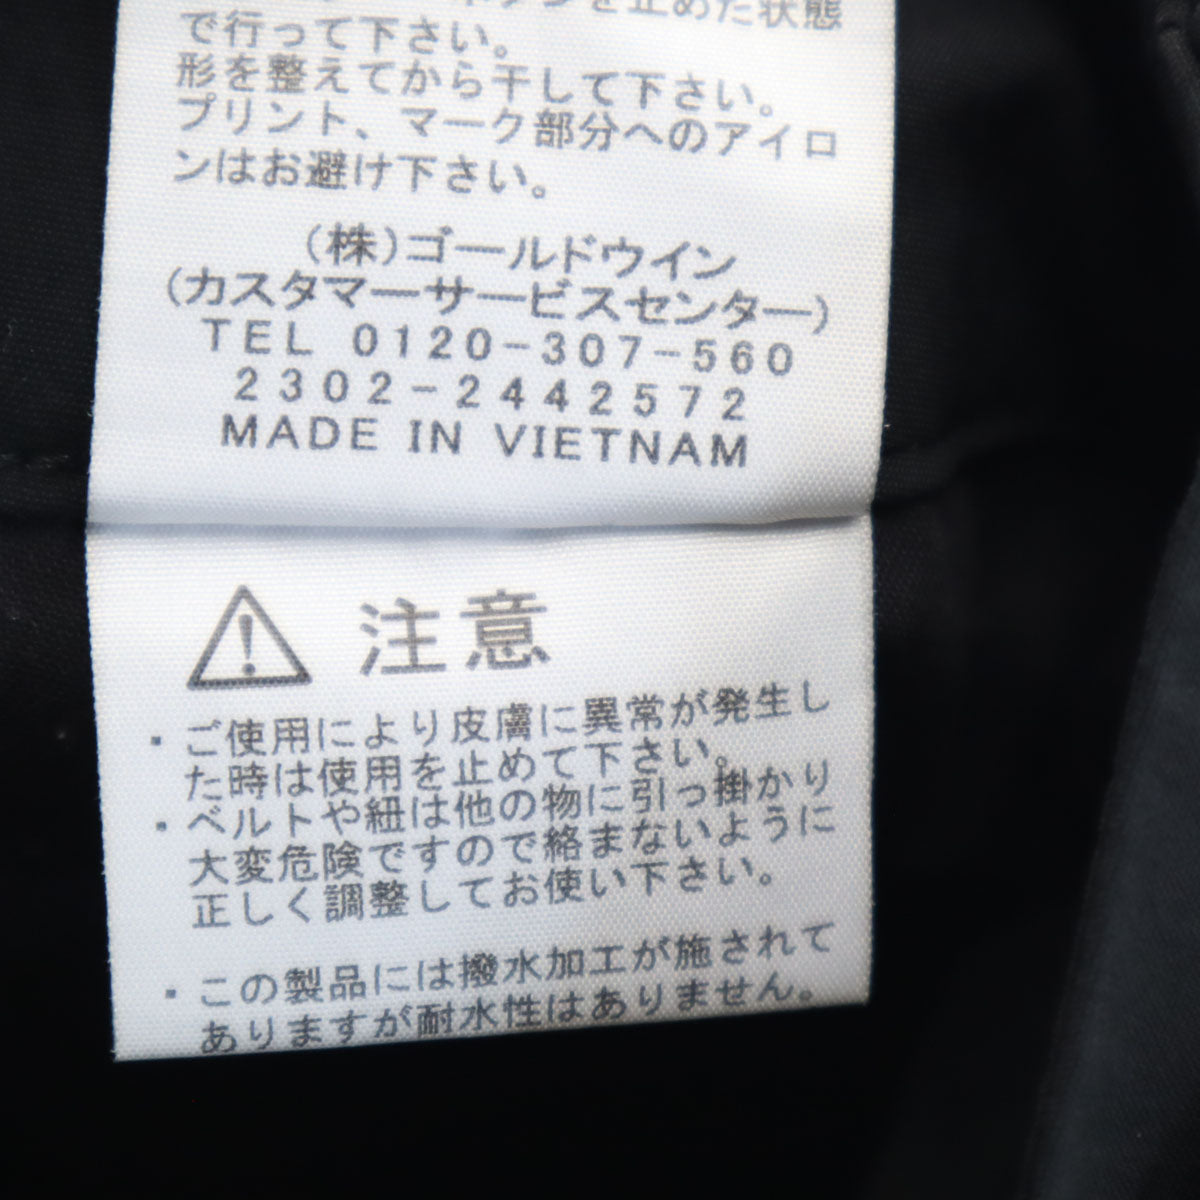 を止めた状態
で行って下さい。
形を整えてから干して下さい。
プリント、マーク部分へのアイロ
ンはお避け下さい。
(株)ゴールドウイン
(カスタマーサービスセンター)
TEL 0120-307-560
2302-2442572
MADE IN VIETNAM
注意
・ご使用により皮膚に異常が発生し
た時は使用を止めて下さい。
・ベルトや紐は他の物に引っ掛かり
大変危険ですので絡まないように
正しく調整してお使い下さい。
・この製品には撥水加工が施されて
ありますが耐水性はありません。